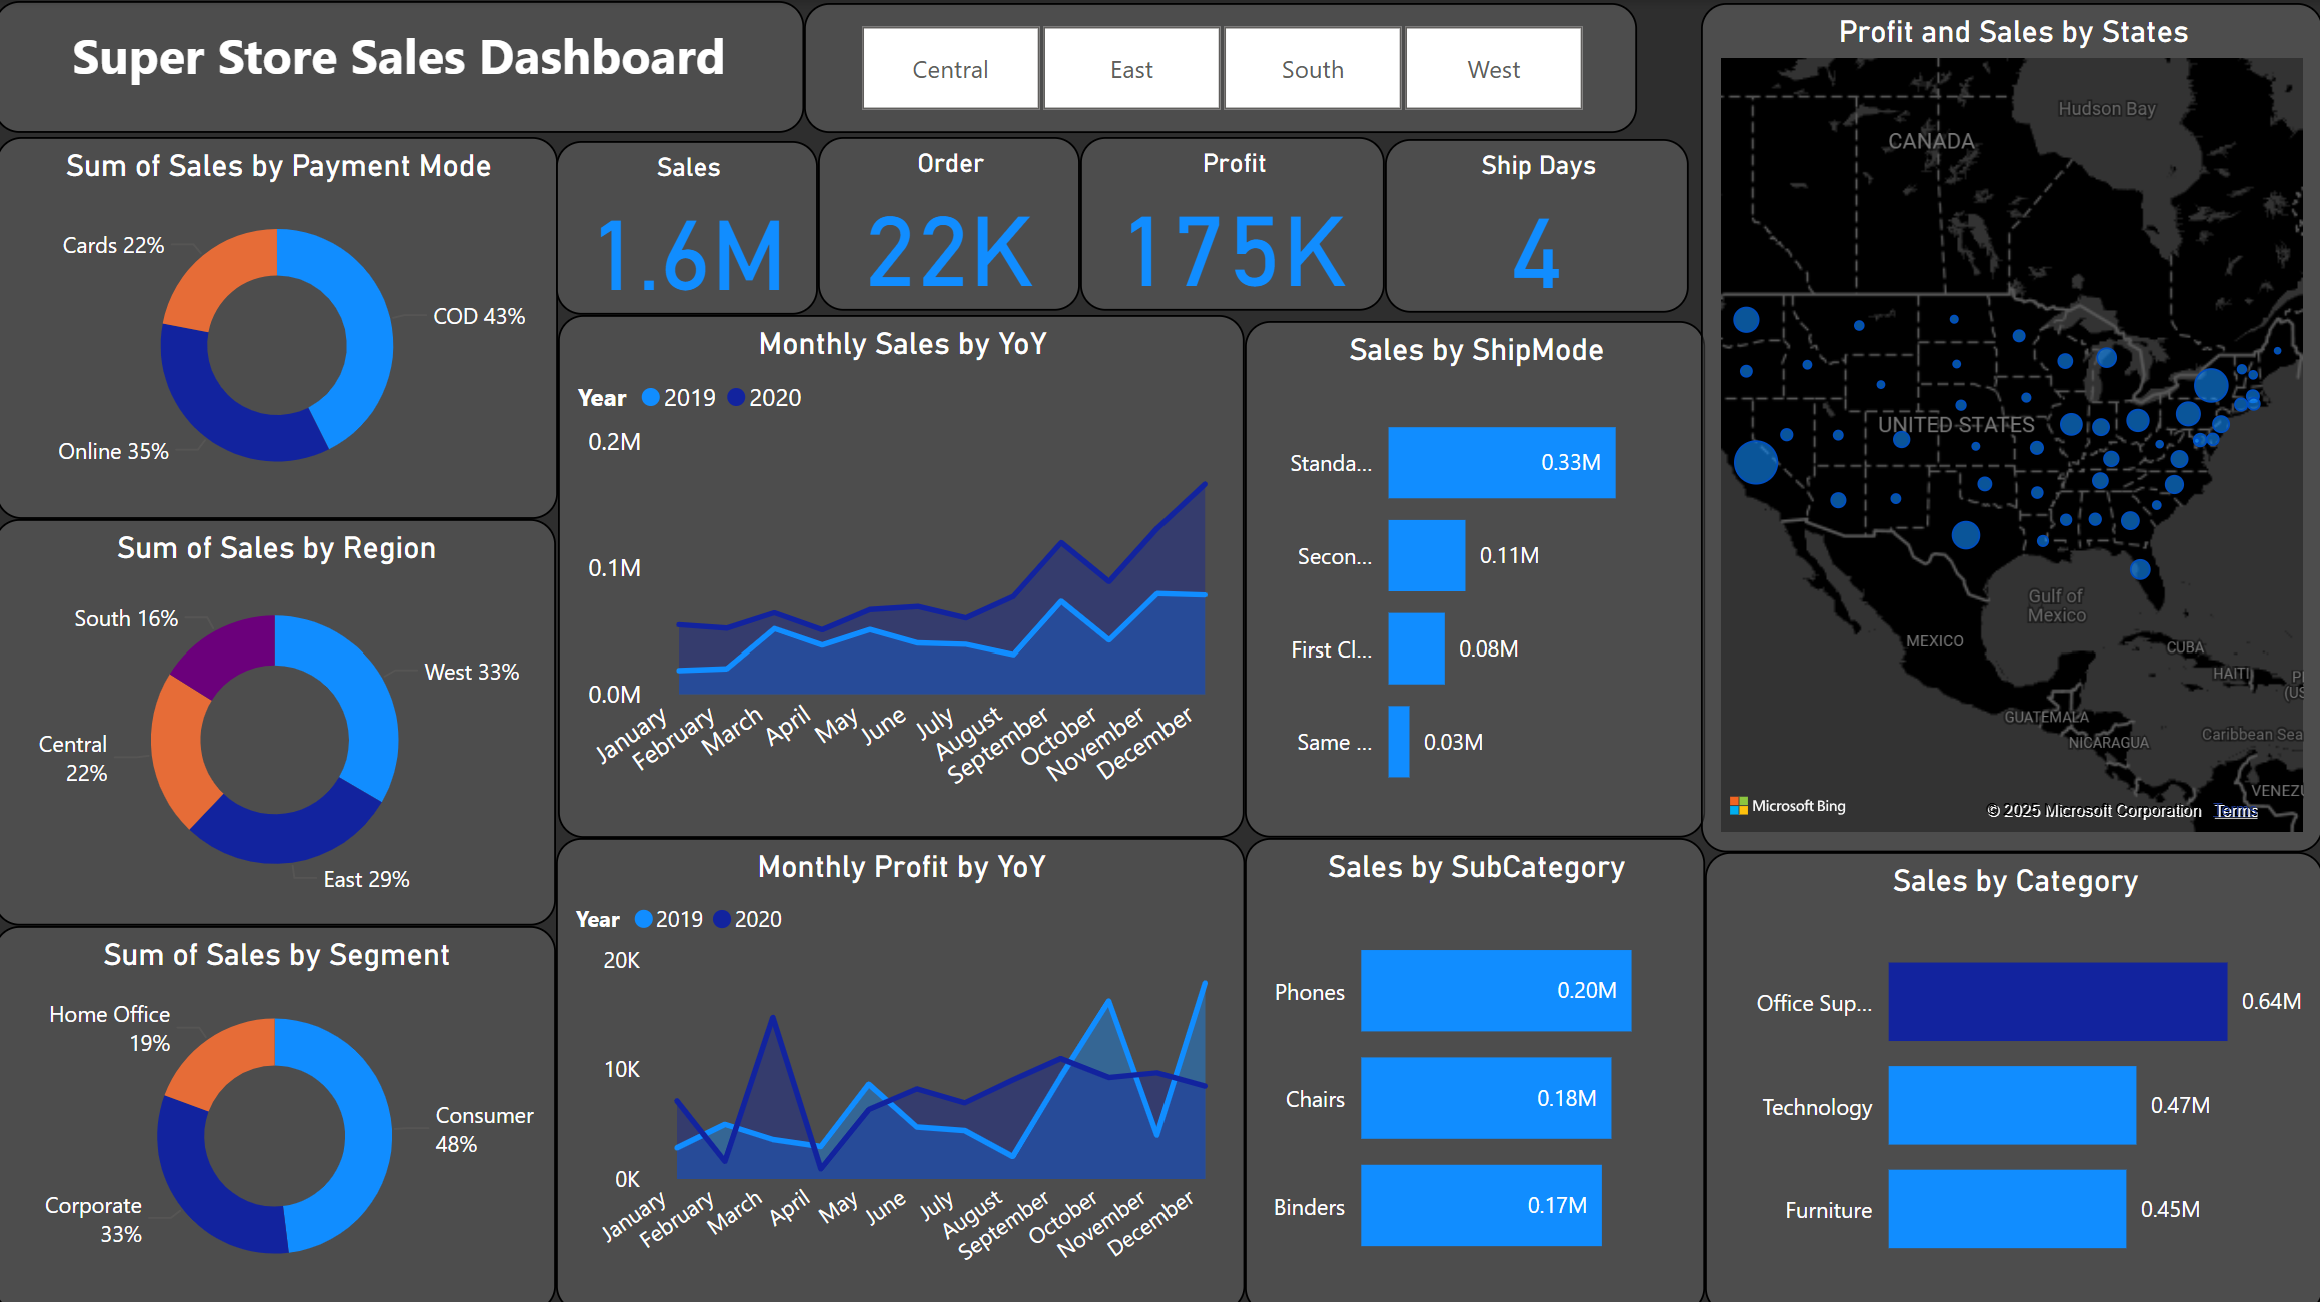 Super Store Sales Dashboard
Central
East
South
West
Profit and Sales by States
Hudson Bay
CANADA
UNITED STATES
Gulf of
Mexico
MEXICO
CUBA
HAITI
GUATEMALA
NICARAGUA
Caribbean Sea
Microsoft Bing
© 2025 Microsoft Corporation Terms
Sum of Sales by Payment Mode
Cards 22%
COD 43%
Online 35%
Sales
1.6M
Order
22K
Profit
175K
Ship Days
4
Sum of Sales by Region
South 16%
West 33%
Central
22%
East 29%
Monthly Sales by YoY
Year 2019 2020
0.2M
0.1M
0.0M
January
February
March
April
May
June
July
August
September
October
November
December
Sales by ShipMode
Standa... 0.33M
Secon... 0.11M
First Cl... 0.08M
Same ... 0.03M
Sum of Sales by Segment
Home Office
19%
Consumer
48%
Corporate
33%
Monthly Profit by YoY
Year 2019 2020
20K
10K
0K
January
February
March
April
May
June
July
August
September
October
November
December
Sales by SubCategory
Phones 0.20M
Chairs 0.18M
Binders 0.17M
Sales by Category
Office Sup... 0.64M
Technology 0.47M
Furniture 0.45M